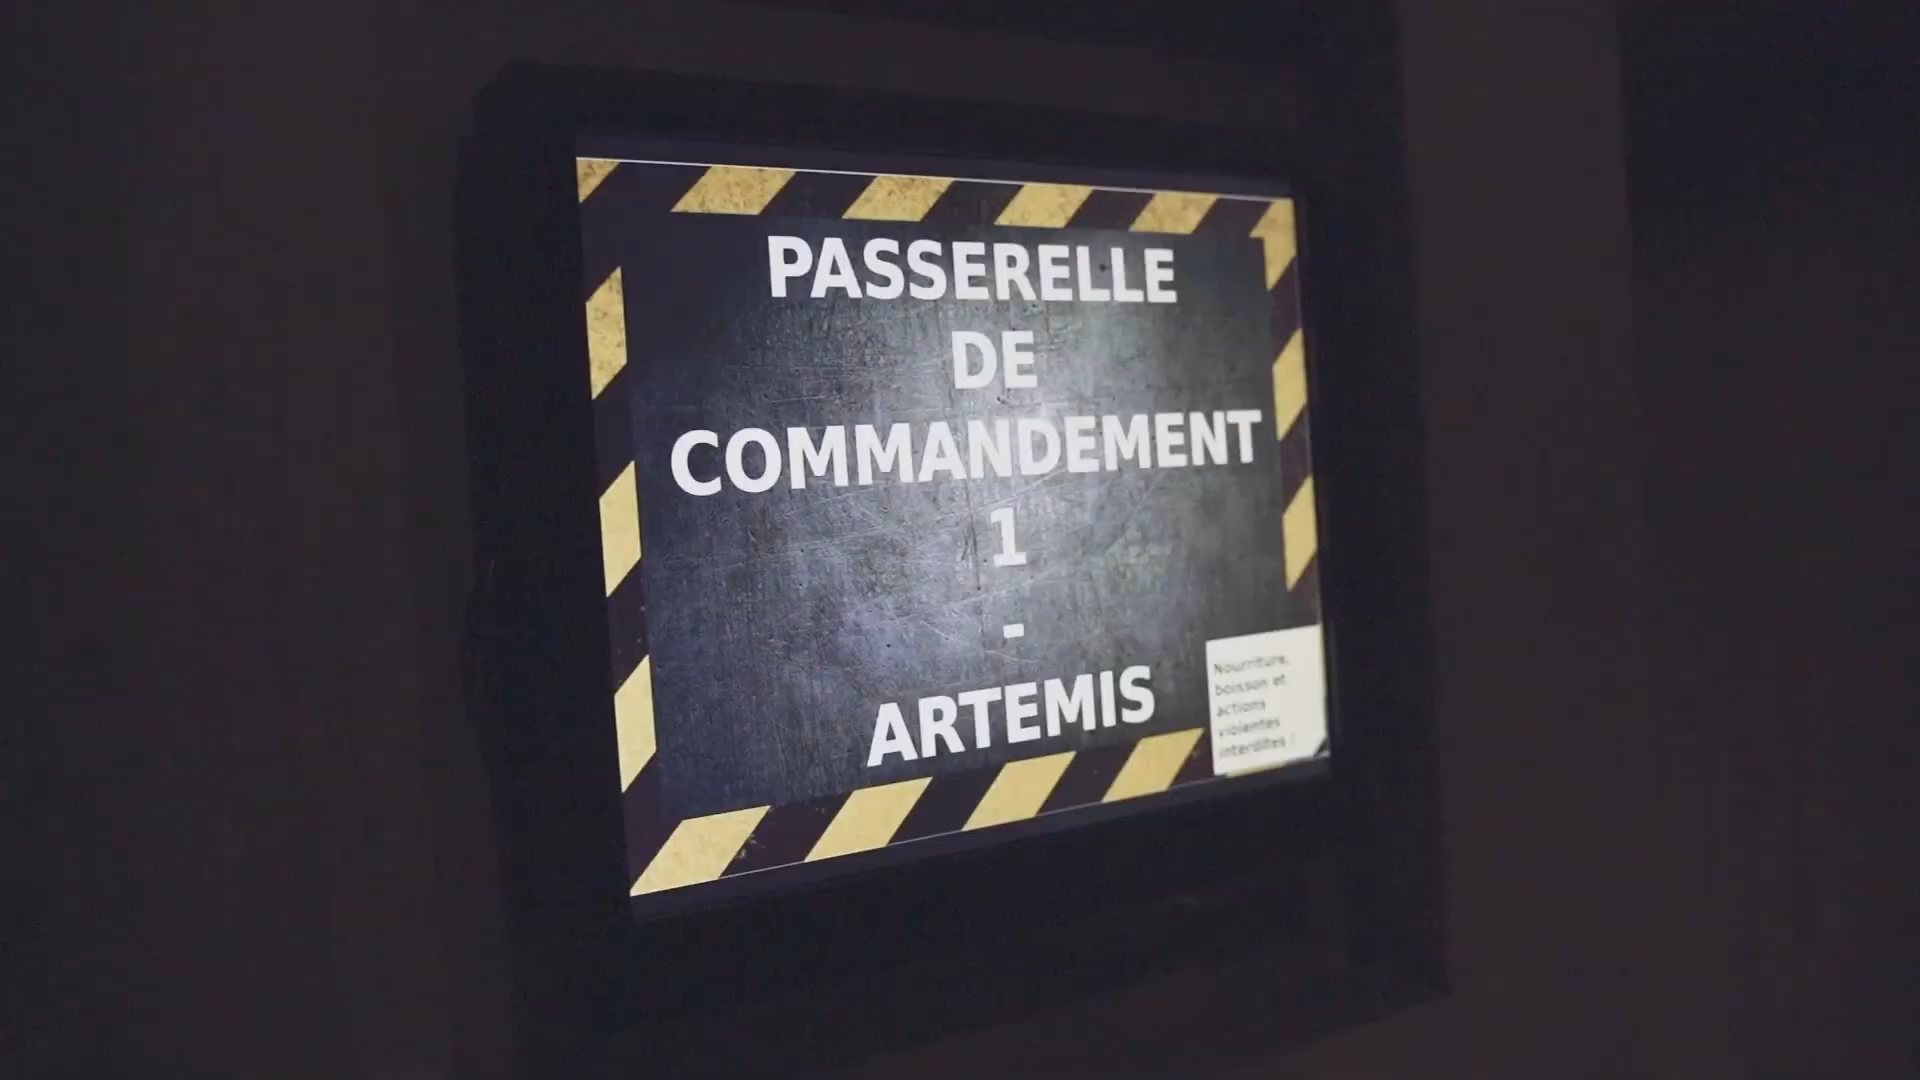 PASSERELLE
DE
COMMANDEMENT
1
-
ARTEMIS
Nourriture,
boisson et
actions
violentes
interdites !